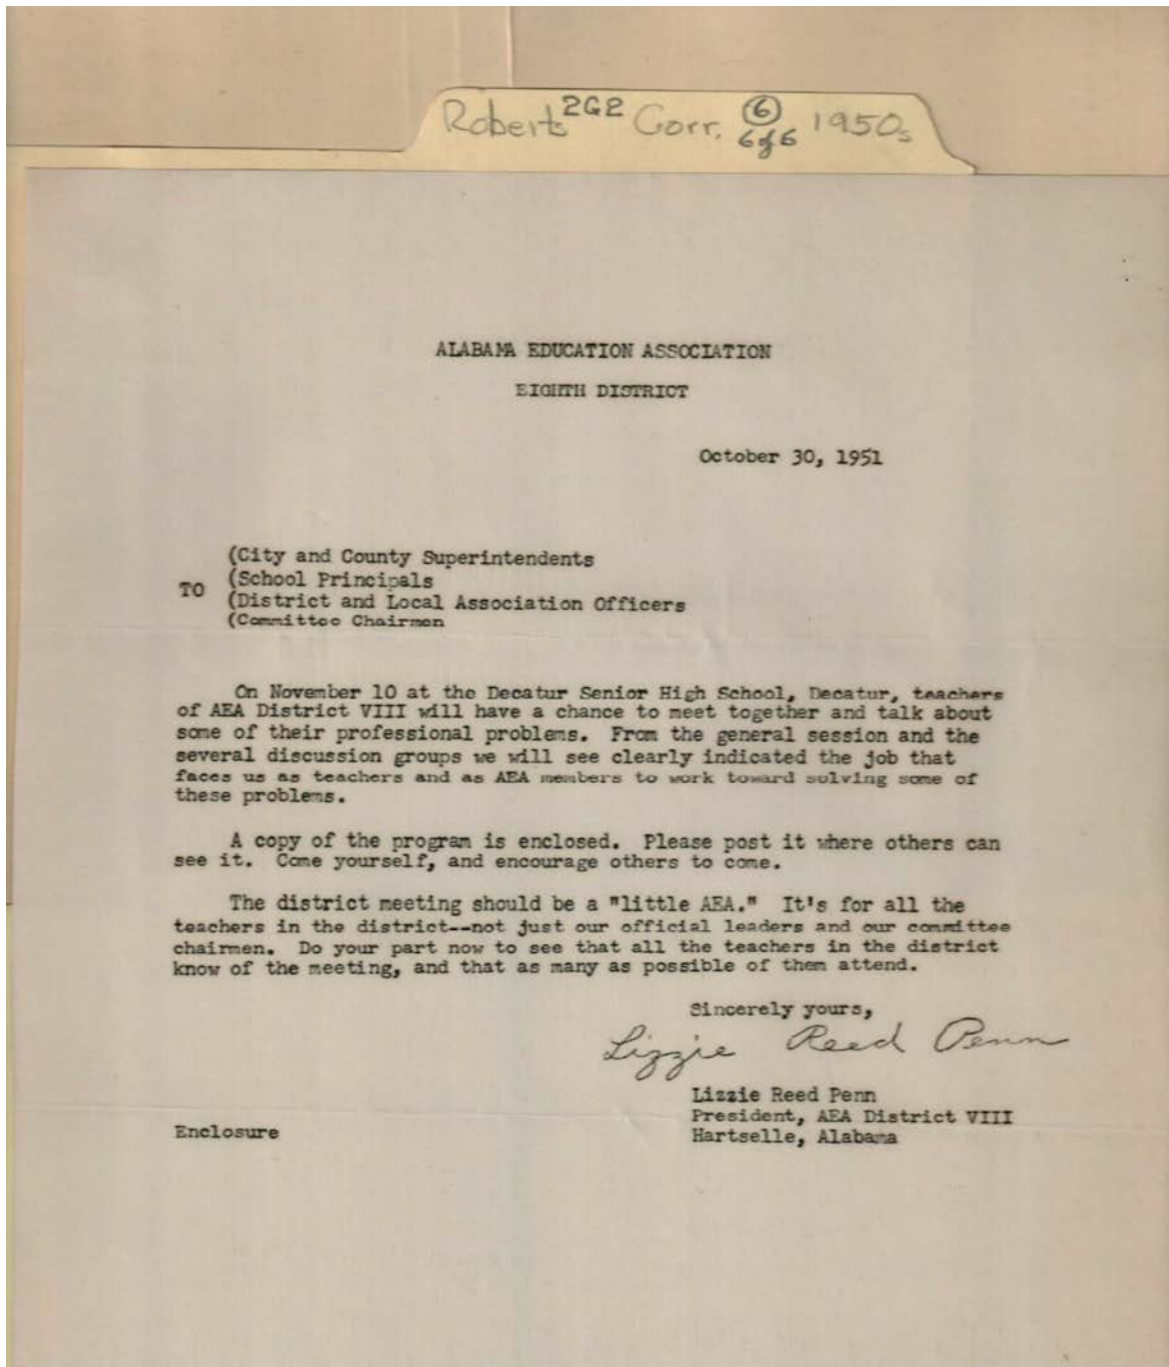 Roberts 2G2 Corr. 6 1950s
6 of 6
ALABAMA EDUCATION ASSOCIATION
EIGHTH DISTRICT
October 30, 1951
(City and County Superintendents
TO (School Principals
(District and Local Association Officers
(Committee Chairmen
On November 10 at the Decatur Senior High School, Decatur, teachers
of AEA District VIII will have a chance to meet together and talk about
some of their professional problems. From the general session and the
several discussion groups we will see clearly indicated the job that
faces us as teachers and as AEA members to work toward solving some of
these problems.
A copy of the program is enclosed. Please post it where others can
see it. Come yourself, and encourage others to come.
The district meeting should be a "little AEA." It's for all the
teachers in the district--not just our official leaders and our committee
chairmen. Do your part now to see that all the teachers in the district
know of the meeting, and that as many as possible of them attend.
Sincerely yours,
Lizzie Reed Penn
Lizzie Reed Penn
President, AEA District VIII
Enclosure
Hartselle, Alabama